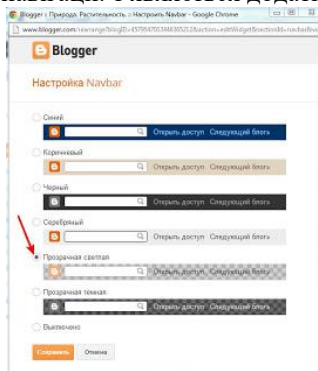 Blogger › Природа. Растительность. :: Настроить Navbar - Google Chrome
Blogger
Настройка Navbar
Синий
Открыть доступ Следующий блог»
Коричневый
Открыть доступ Следующий блог»
Черный
Открыть доступ Следующий блог»
Серебряный
Открыть доступ Следующий блог»
Прозрачная светлая
Открыть доступ Следующий блог»
Прозрачная темная
Открыть доступ Следующий блог»
Выключено
Сохранить Отмена